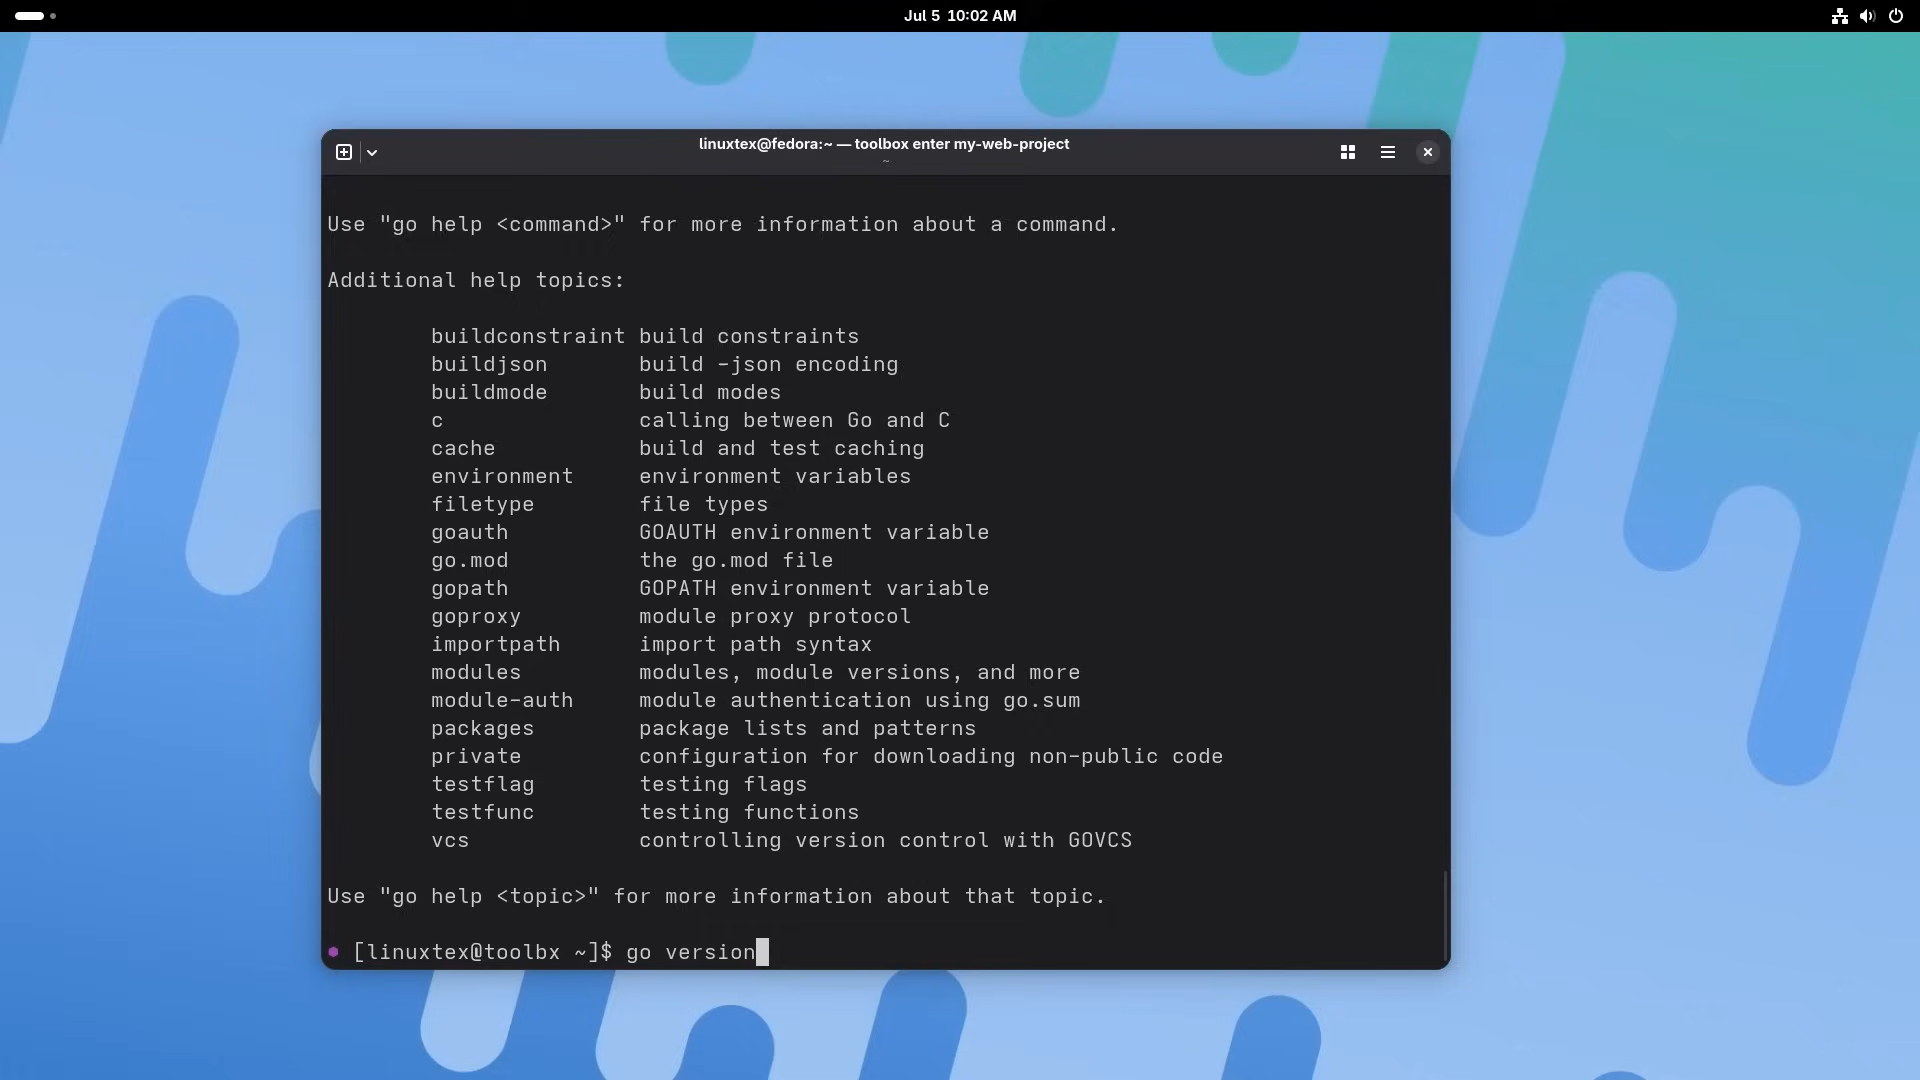 Jul 5 10:02 AM
linuxtex@fedora:~ — toolbox enter my-web-project
~
Use "go help <command>" for more information about a command.
Additional help topics:
buildconstraint build constraints
buildjson build -json encoding
buildmode build modes
c calling between Go and C
cache build and test caching
environment environment variables
filetype file types
goauth GOAUTH environment variable
go.mod the go.mod file
gopath GOPATH environment variable
goproxy module proxy protocol
importpath import path syntax
modules modules, module versions, and more
module-auth module authentication using go.sum
packages package lists and patterns
private configuration for downloading non-public code
testflag testing flags
testfunc testing functions
vcs controlling version control with GOVCS
Use "go help <topic>" for more information about that topic.
[linuxtex@toolbx ~]$ go version